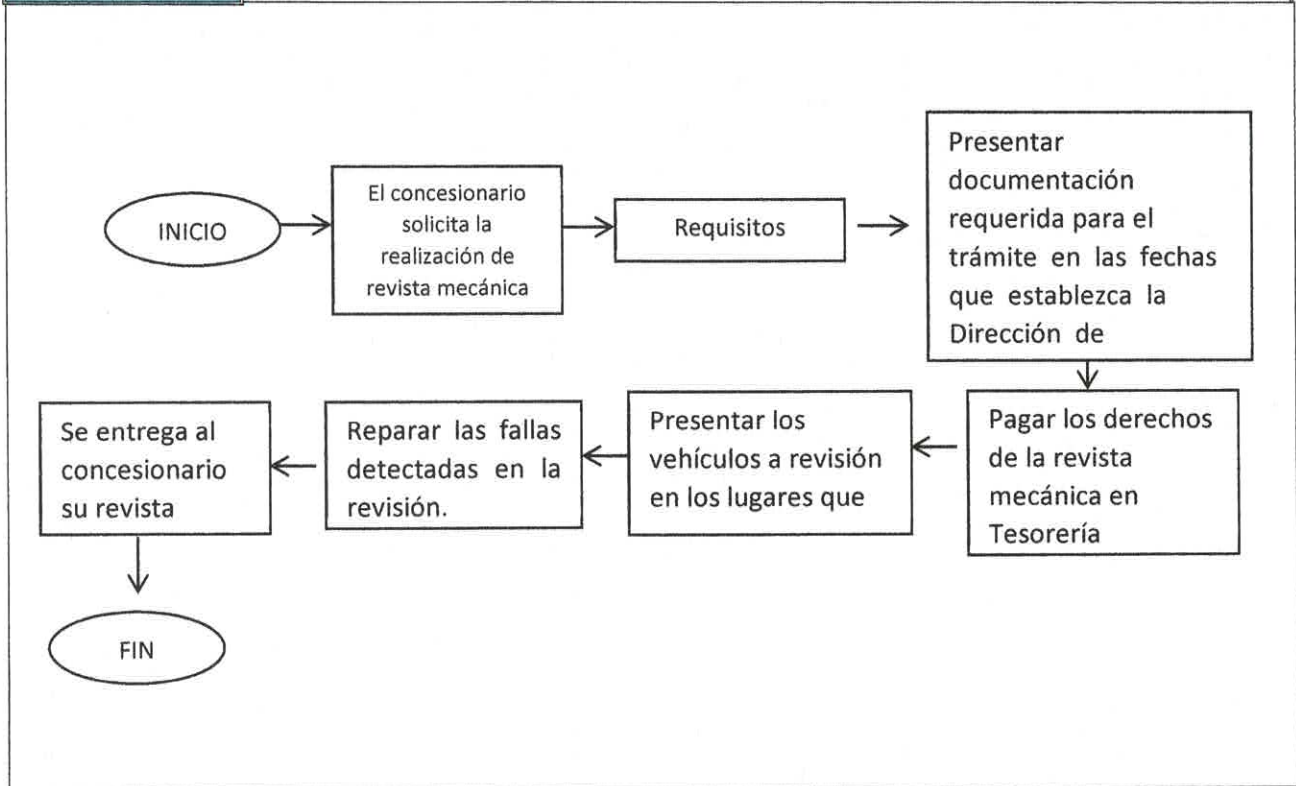 INICIO
El concesionario
solicita la
realización de
revista mecánica
Requisitos
Presentar
documentación
requerida para el
trámite en las fechas
que establezca la
Dirección de
Pagar los derechos
de la revista
mecánica en
Tesorería
Presentar los
vehículos a revisión
en los lugares que
Reparar las fallas
detectadas en la
revisión.
Se entrega al
concesionario
su revista
FIN